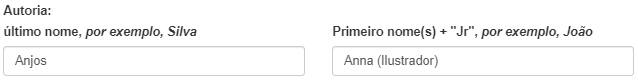 Autoria:
último nome, por exemplo, Silva
Primeiro nome(s) + "Jr", por exemplo, João
Anjos
Anna (Ilustrador)